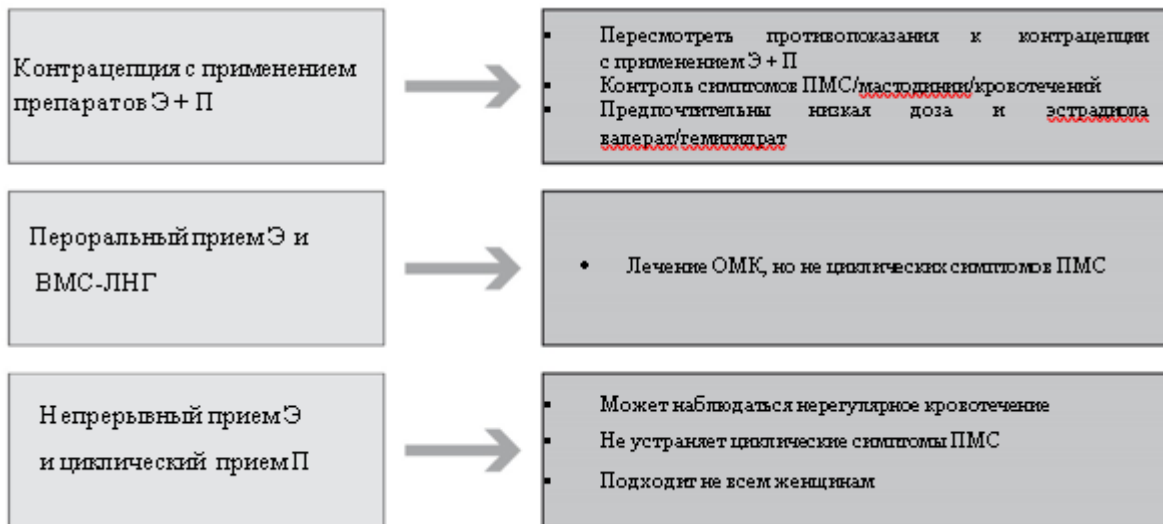 Контрацепция с применением
препаратов Э + П
▪ Пересмотреть противопоказания к контрацепции
с применением Э + П
▪ Контроль симптомов ПМС/мастодинии/кровотечений
▪ Предпочтительны низкая доза и эстрадиола
валерат/гемигидрат
Пероральный прием Э и
ВМС-ЛНГ
• Лечение ОМК, но не циклических симптомов ПМС
Непрерывный прием Э
и циклический прием П
▪ Может наблюдаться нерегулярное кровотечение
▪ Не устраняет циклические симптомы ПМС
▪ Подходит не всем женщинам